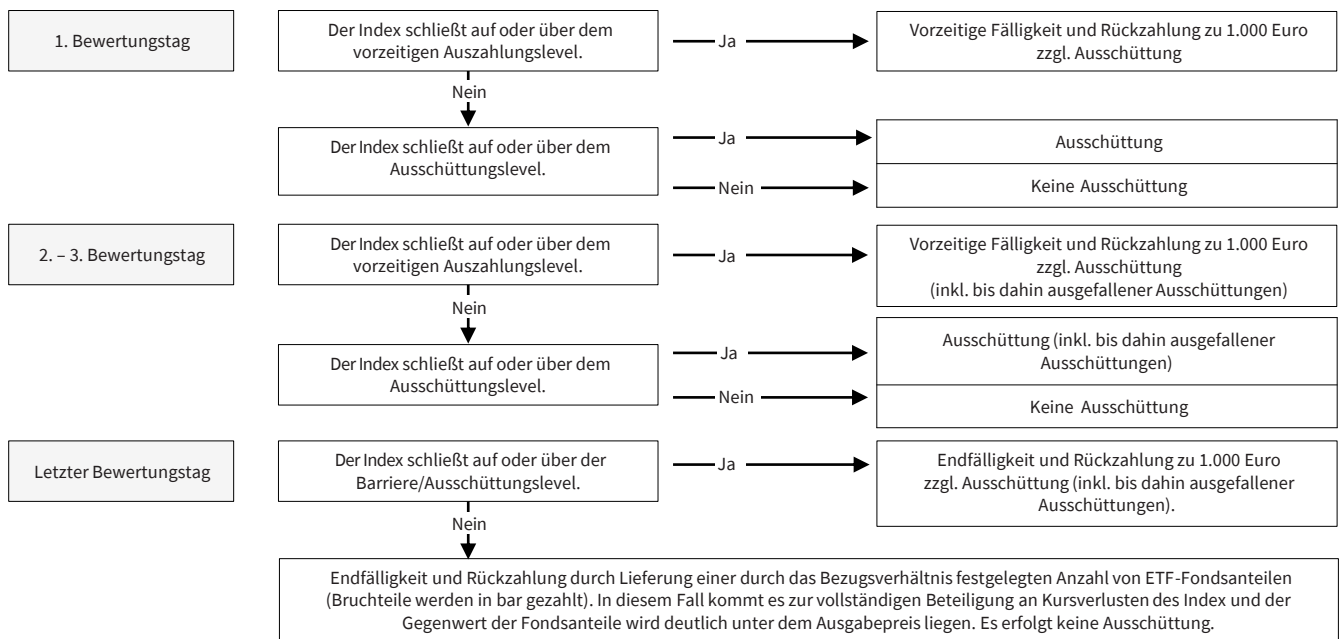 1. Bewertungstag
Der Index schließt auf oder über dem
vorzeitigen Auszahlungslevel.
Ja
Vorzeitige Fälligkeit und Rückzahlung zu 1.000 Euro
zzgl. Ausschüttung
Nein
Der Index schließt auf oder über dem
Ausschüttungslevel.
Ja
Ausschüttung
Nein
Keine Ausschüttung
2. – 3. Bewertungstag
Der Index schließt auf oder über dem
vorzeitigen Auszahlungslevel.
Ja
Vorzeitige Fälligkeit und Rückzahlung zu 1.000 Euro
zzgl. Ausschüttung
(inkl. bis dahin ausgefallener Ausschüttungen)
Nein
Der Index schließt auf oder über dem
Ausschüttungslevel.
Ja
Ausschüttung (inkl. bis dahin ausgefallener
Ausschüttungen)
Nein
Keine Ausschüttung
Letzter Bewertungstag
Der Index schließt auf oder über der
Barriere/Ausschüttungslevel.
Ja
Endfälligkeit und Rückzahlung zu 1.000 Euro
zzgl. Ausschüttung (inkl. bis dahin ausgefallener
Ausschüttungen).
Nein
Endfälligkeit und Rückzahlung durch Lieferung einer durch das Bezugsverhältnis festgelegten Anzahl von ETF-Fondsanteilen
(Bruchteile werden in bar gezahlt). In diesem Fall kommt es zur vollständigen Beteiligung an Kursverlusten des Index und der
Gegenwert der Fondsanteile wird deutlich unter dem Ausgabepreis liegen. Es erfolgt keine Ausschüttung.